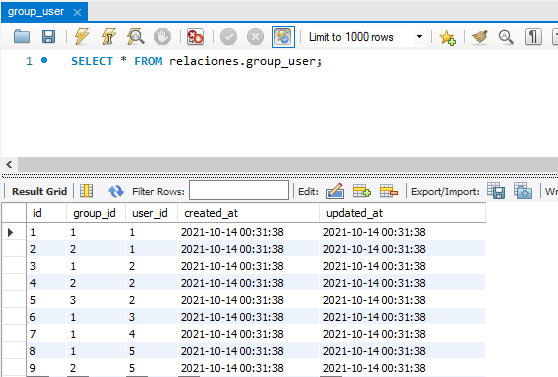 group_user
Limit to 1000 rows
1 SELECT * FROM relaciones.group_user;
Result Grid Filter Rows: Edit: Export/Import: Wr
id group_id user_id created_at updated_at
1 1 1 2021-10-14 00:31:38 2021-10-14 00:31:38
2 2 1 2021-10-14 00:31:38 2021-10-14 00:31:38
3 1 2 2021-10-14 00:31:38 2021-10-14 00:31:38
4 2 2 2021-10-14 00:31:38 2021-10-14 00:31:38
5 3 2 2021-10-14 00:31:38 2021-10-14 00:31:38
6 1 3 2021-10-14 00:31:38 2021-10-14 00:31:38
7 1 4 2021-10-14 00:31:38 2021-10-14 00:31:38
8 1 5 2021-10-14 00:31:38 2021-10-14 00:31:38
9 2 5 2021-10-14 00:31:38 2021-10-14 00:31:38